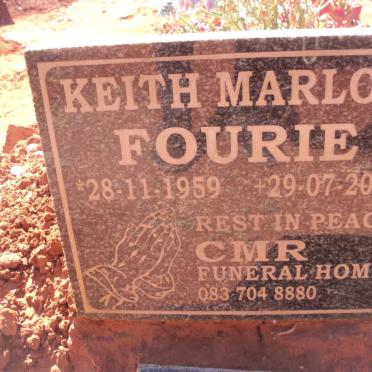 KEITH MARLO
FOURIE
*28-11-1959 +29-07-20
REST IN PEAC
CMR
FUNERAL HOM
083 704 8880